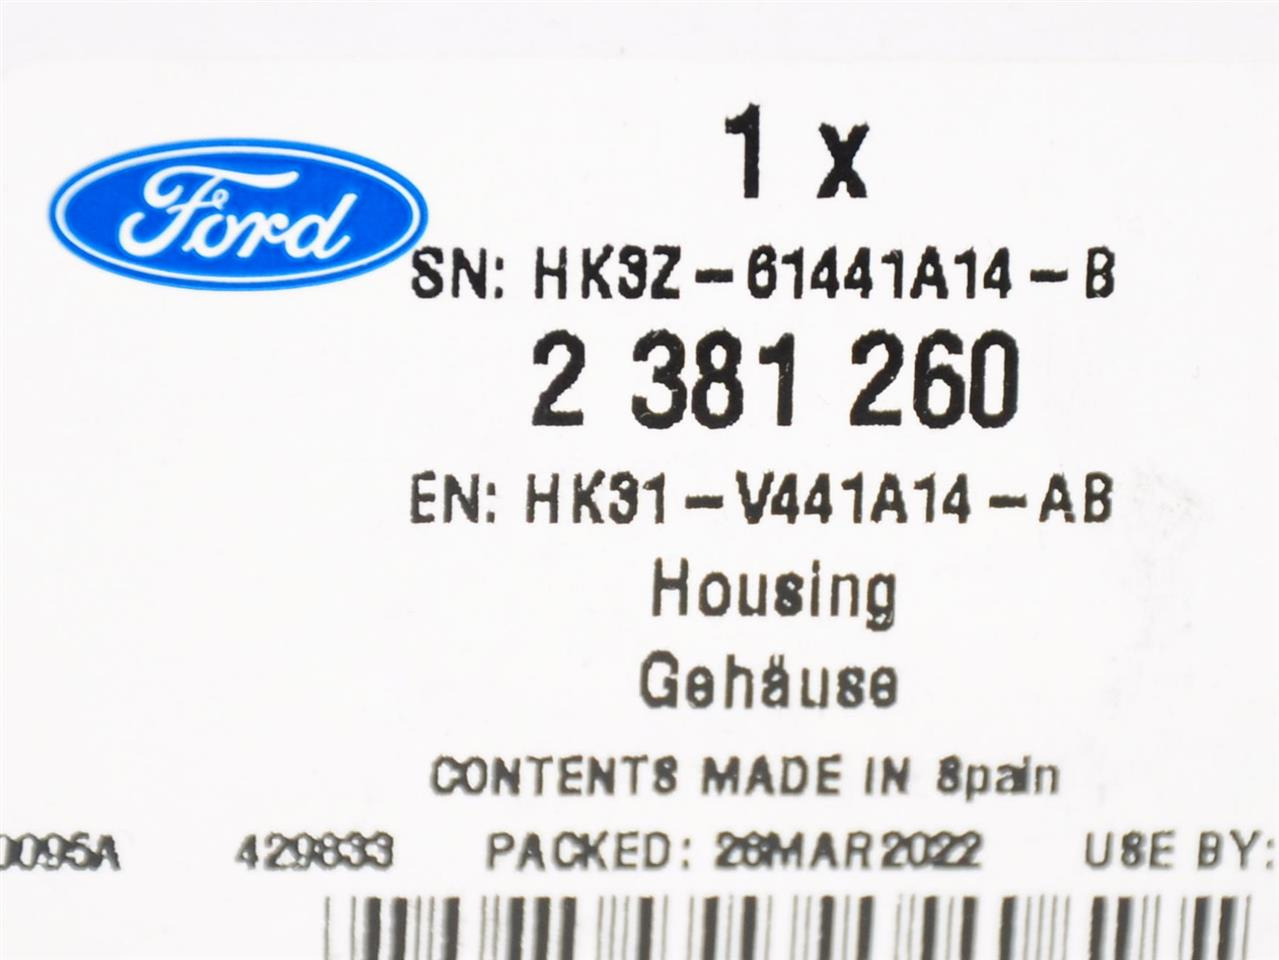 Ford
1 x
SN: HK3Z-61441A14-B
2 381 260
EN: HK31-V441A14-AB
Housing
Gehäuse
CONTENTS MADE IN Spain
0095A 429833 PACKED: 28MAR2022 USE BY: